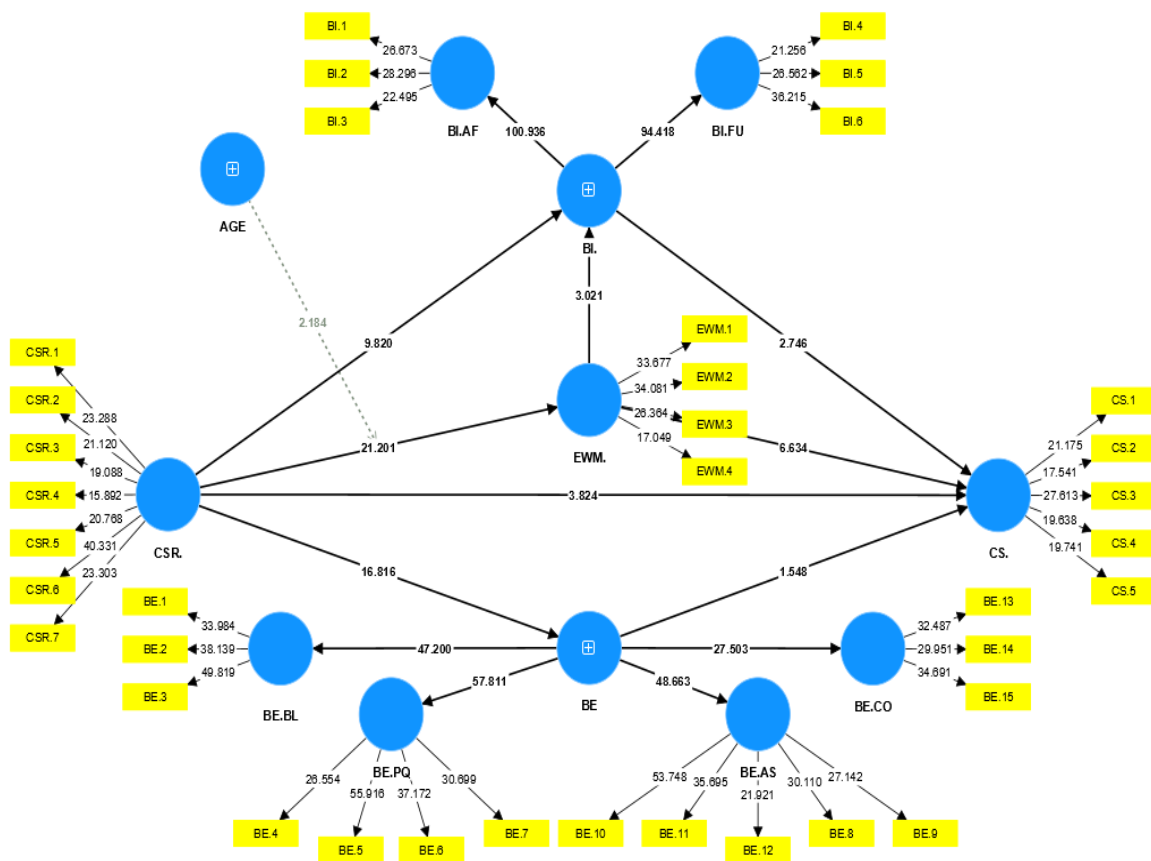 BI.1
BI.2
BI.3
26.673
28.296
22.495
BI.AF
BI.4
BI.5
BI.6
21.256
26.562
36.215
BI.FU
100.936
94.418
AGE
BI.
2.184
9.820
3.021
2.746
EWM.1
EWM.2
EWM.3
EWM.4
33.677
34.081
26.364
17.049
EWM.
21.201
6.634
CSR.1
CSR.2
CSR.3
CSR.4
CSR.5
CSR.6
CSR.7
23.288
21.120
19.088
15.892
20.768
40.331
23.303
CSR.
3.824
CS.1
CS.2
CS.3
CS.4
CS.5
21.175
17.541
27.613
19.638
19.741
CS.
16.816
1.548
BE.1
BE.2
BE.3
33.984
38.139
49.819
BE.BL
47.200
BE
27.503
BE.13
BE.14
BE.15
32.487
29.951
34.691
BE.CO
57.811
48.663
BE.PQ
26.554
55.916
37.172
30.699
BE.4
BE.5
BE.6
BE.7
BE.AS
53.748
35.695
21.921
30.110
27.142
BE.10
BE.11
BE.12
BE.8
BE.9